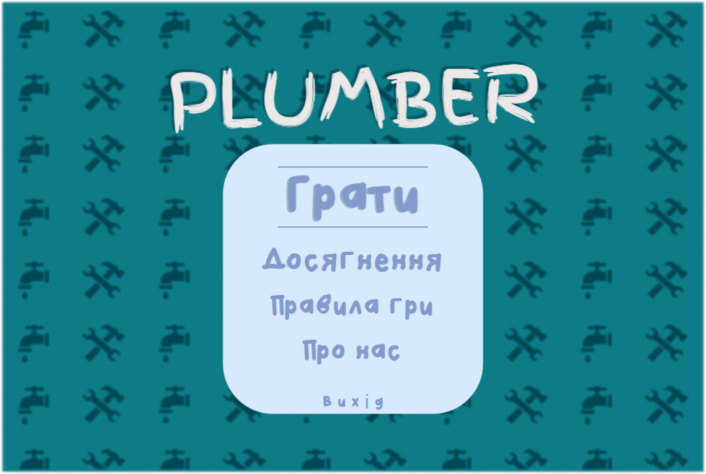 PLUMBER
Грати
Досягнення
Правила гри
Про нас
Вихід